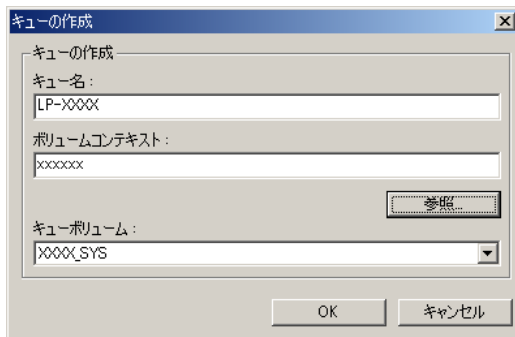 キューの作成
キューの作成
キュー名：
LP-XXXX
ボリュームコンテキスト：
xxxxxx
参照...
キューボリューム：
XXXX_SYS
OK
キャンセル